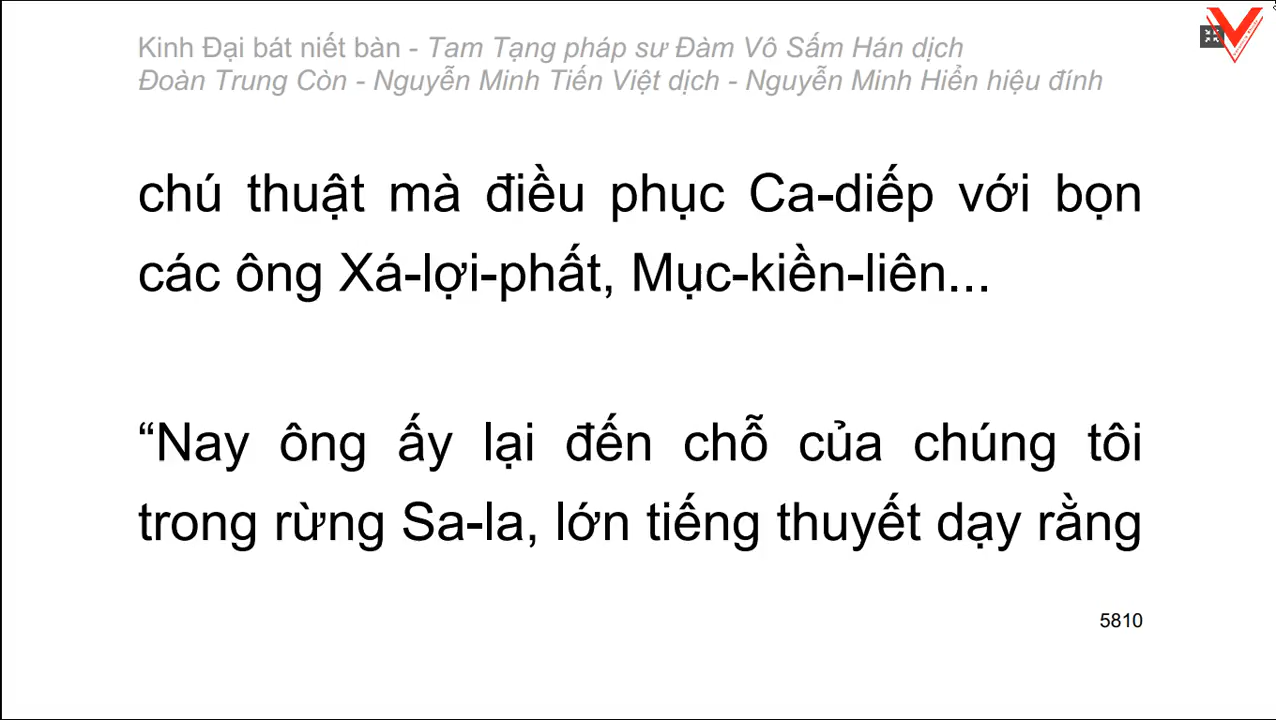 Kinh Đại bát niết bàn - Tam Tạng pháp sư Đàm Vô Sấm Hán dịch
Đoàn Trung Còn - Nguyễn Minh Tiến Việt dịch - Nguyễn Minh Hiển hiệu đính
chú thuật mà điều phục Ca-diếp với bọn
các ông Xá-lợi-phất, Mục-kiền-liên...
“Nay ông ấy lại đến chỗ của chúng tôi
trong rừng Sa-la, lớn tiếng thuyết dạy rằng
5810